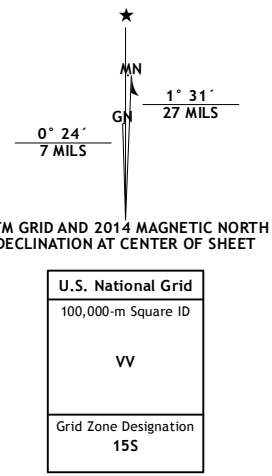 MN
GN
1° 31´
27 MILS
0° 24´
7 MILS
TM GRID AND 2014 MAGNETIC NORTH
DECLINATION AT CENTER OF SHEET
U.S. National Grid
100,000-m Square ID
VV
Grid Zone Designation
15S